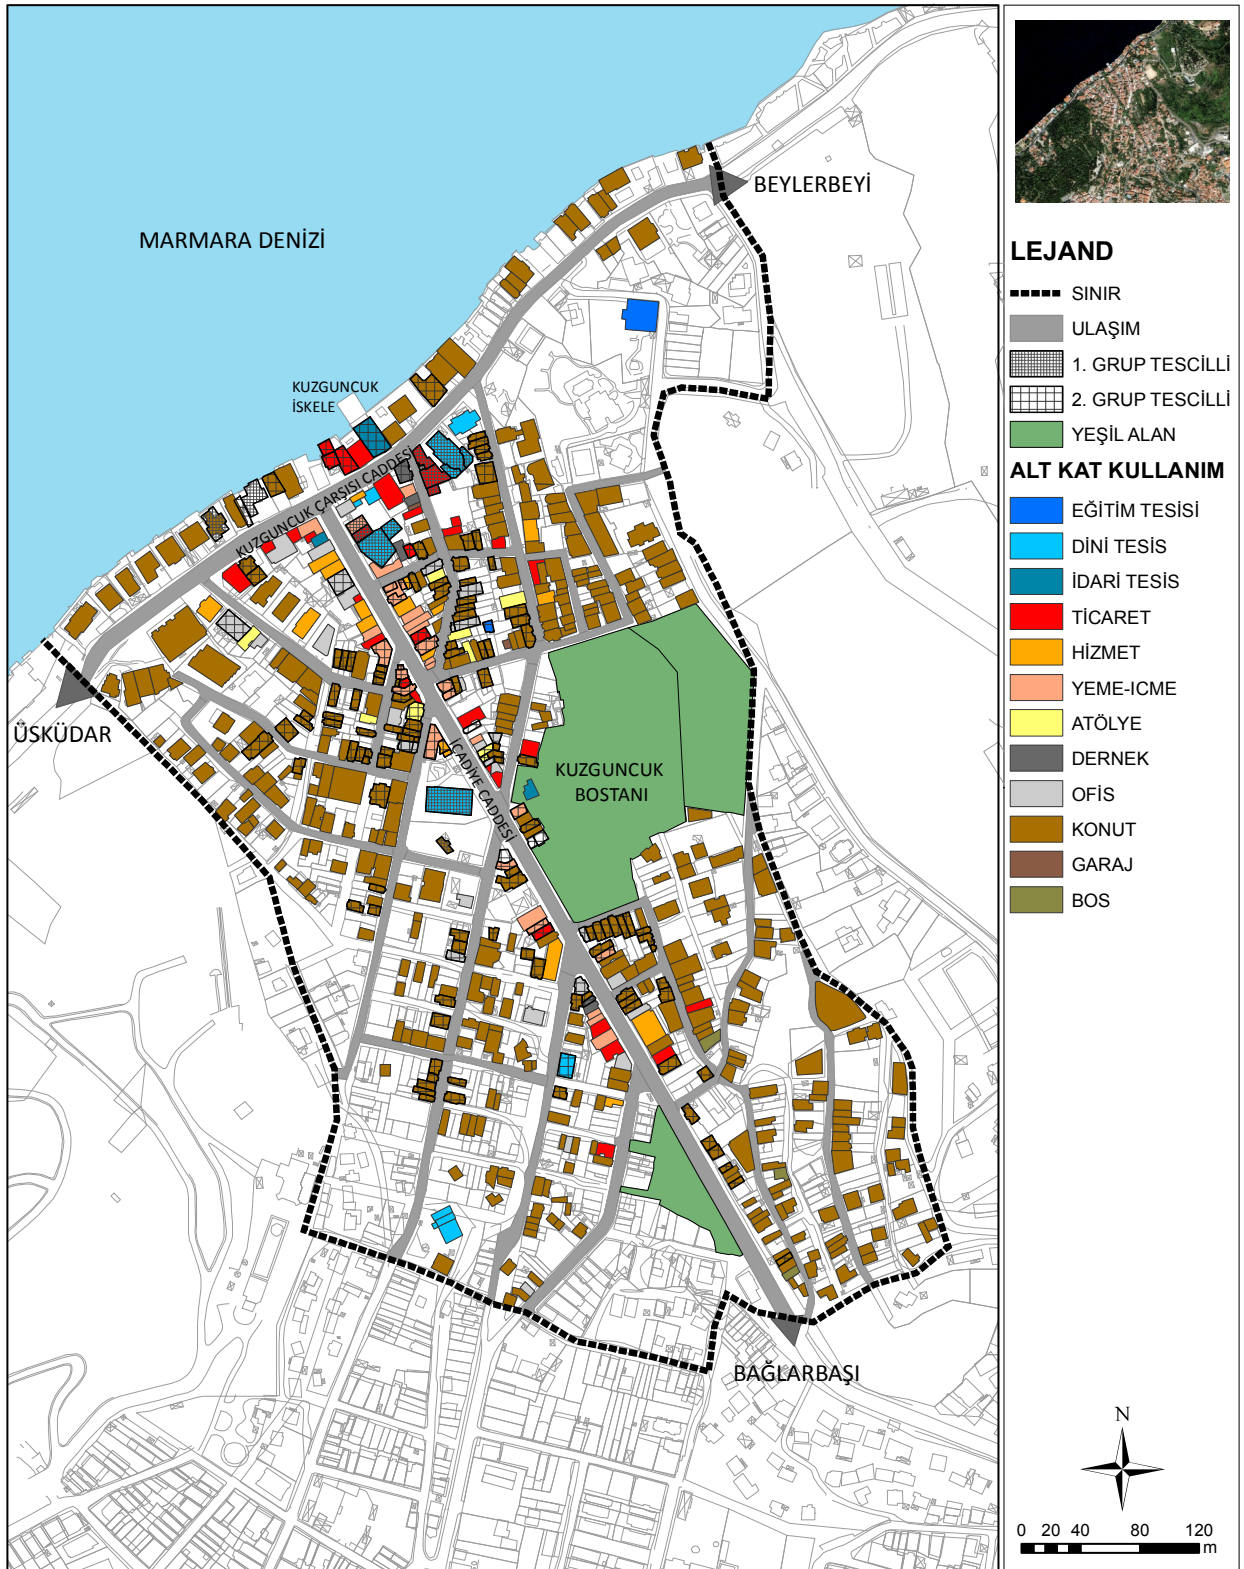 MARMARA DENİZİ
BEYLERBEYİ
KUZGUNCUK
İSKELE
KUZGUNCUK ÇARŞISI CADDESİ
ÜSKÜDAR
İCADİYE CADDESİ
KUZGUNCUK
BOSTANI
BAĞLARBAŞI
LEJAND
SINIR
ULAŞIM
1. GRUP TESCİLLİ
2. GRUP TESCİLLİ
YEŞİL ALAN
ALT KAT KULLANIM
EĞİTİM TESİSİ
DİNİ TESİS
İDARİ TESİS
TİCARET
HİZMET
YEME-ICME
ATÖLYE
DERNEK
OFİS
KONUT
GARAJ
BOS
N
0 20 40 80 120
m